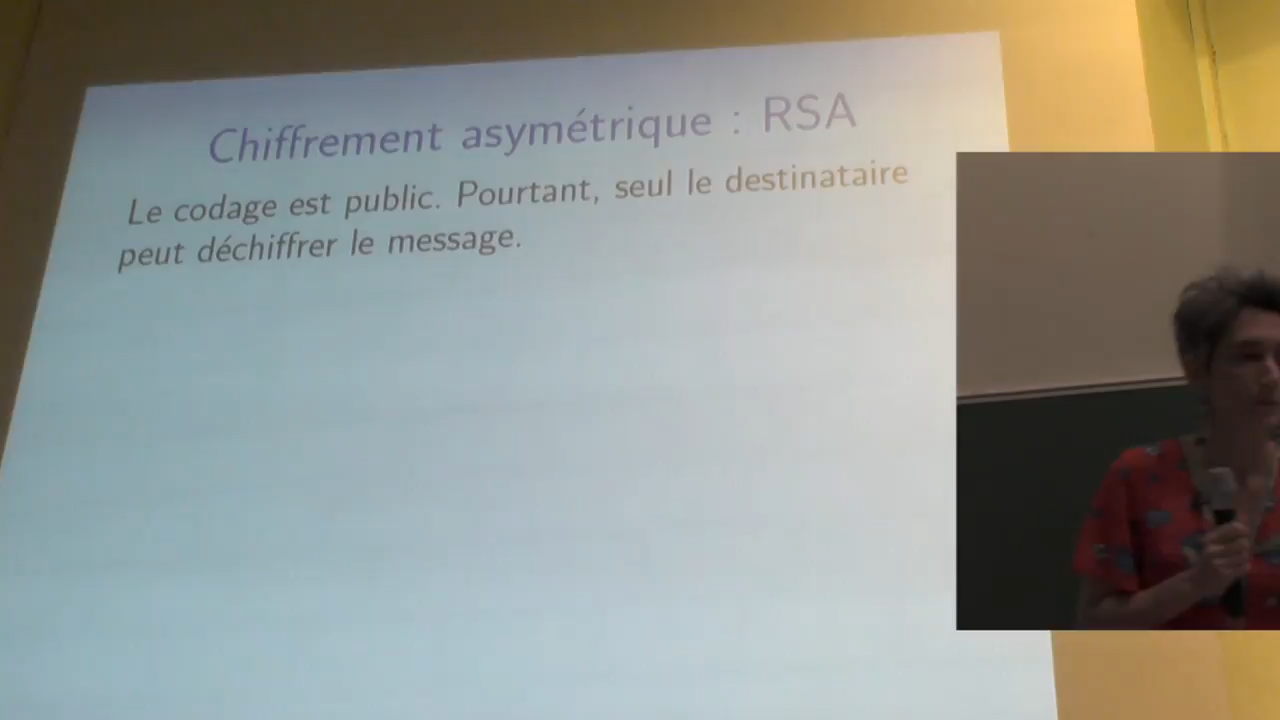 Chiffrement asymétrique : RSA
Le codage est public. Pourtant, seul le destinataire
peut déchiffrer le message.